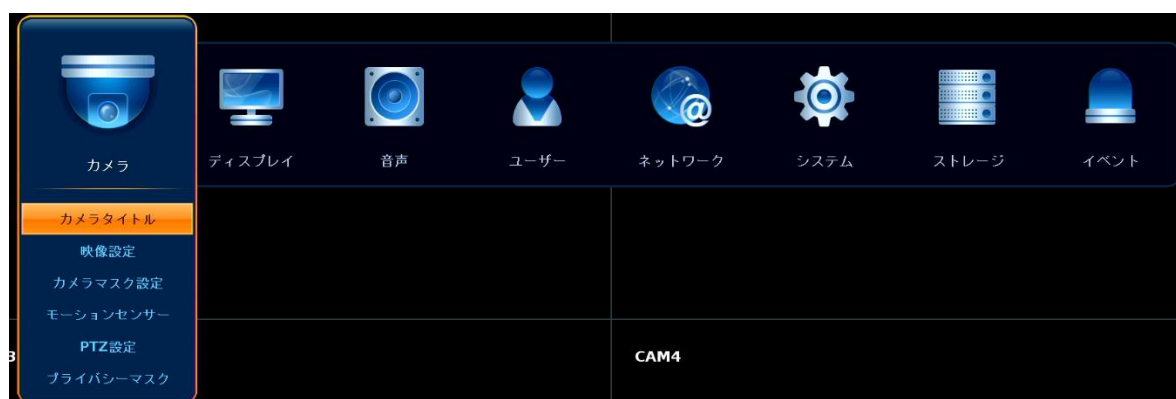 カメラ
ディスプレイ
音声
ユーザー
ネットワーク
システム
ストレージ
イベント
カメラタイトル
映像設定
カメラマスク設定
モーションセンサー
PTZ設定
プライバシーマスク
3
CAM4